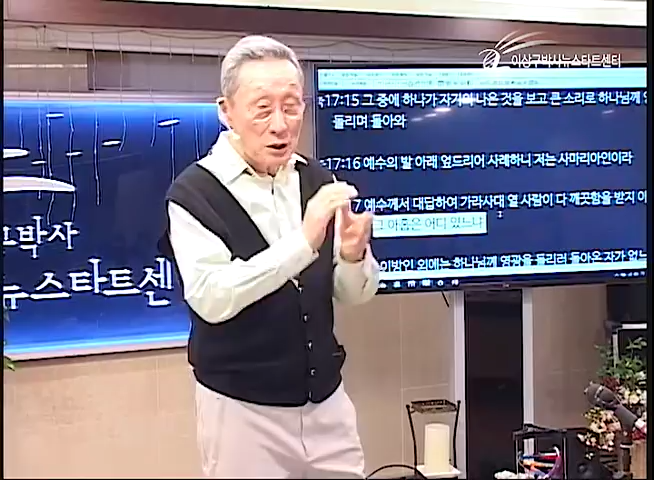 이상구박사뉴스타트센터
17:15 그 중에 하나가 자기의 나은 것을 보고 큰 소리로 하나님께
돌리며 돌아와
17:16 예수의 발 아래 엎드리어 사례하니 저는 사마리아인이라
7 예수께서 대답하여 가라사대 열 사람이 다 깨끗함을 받지 아
그 아홉은 어디 있느냐
이방인 외에는 하나님께 영광을 돌리러 돌아온 자가 없느
구박사
뉴스타트센